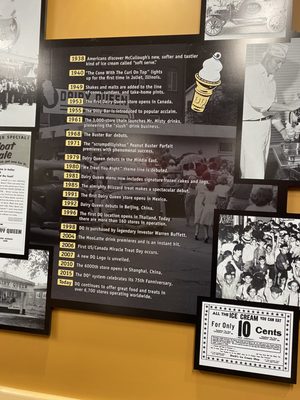 1938 Americans discover McCullough's new, softer and tastier
kind of ice cream called "soft serve."
1940 "The Cone With The Curl On Top" lights
up for the first time in Joliet, Illinois.
1949 Shakes and malts are added to the line
of cones, sundaes, and take-home pints.
1953 The first Dairy Queen store opens in Canada.
1955 The Dilly Bar is introduced to popular acclaim.
1961 The 3,000-store chain launches Mr. Misty drinks,
pioneering the "slush" drink business.
1968 The Buster Bar debuts.
1971 The "scrumpdillyishus" Peanut Buster Parfait
premieres with phenomenal success.
1979 Dairy Queen debuts in the Middle East.
1980 "We Treat You Right" theme line is debuted.
1981 Dairy Queen menu now includes signature frozen cakes and logs.
1985 The almighty Blizzard treat makes a spectacular debut.
1991 The first Dairy Queen store opens in Mexico.
1992 Dairy Queen debuts in Beijing, China.
1996 The first DQ location opens in Thailand. Today
there are more than 160 stores in operation.
1998 DQ is purchased by legendary investor Warren Buffett.
2004 The MooLatté drink premieres and is an instant hit.
2006 First US/Canada Miracle Treat Day occurs.
2007 A new DQ Logo is unveiled.
2010 The 6000th store opens in Shanghai, China.
2015 The DQ® system celebrates its 75th Anniversary.
Today DQ continues to offer great food and treats in
over 6,700 stores operating worldwide.
DAIRY QUEEN
ALL THE ICE CREAM YOU CAN EAT
For Only 10 Cents